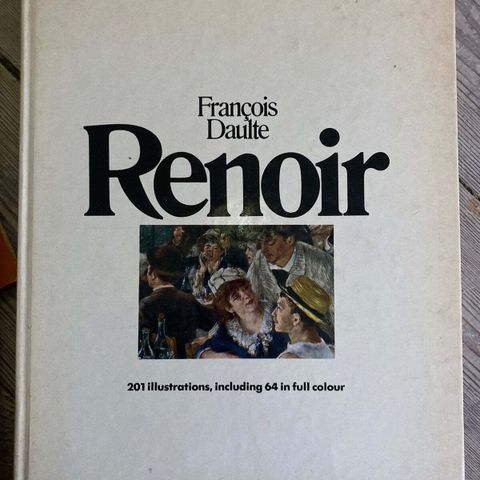 François
Daulte
Renoir
201 illustrations, including 64 in full colour